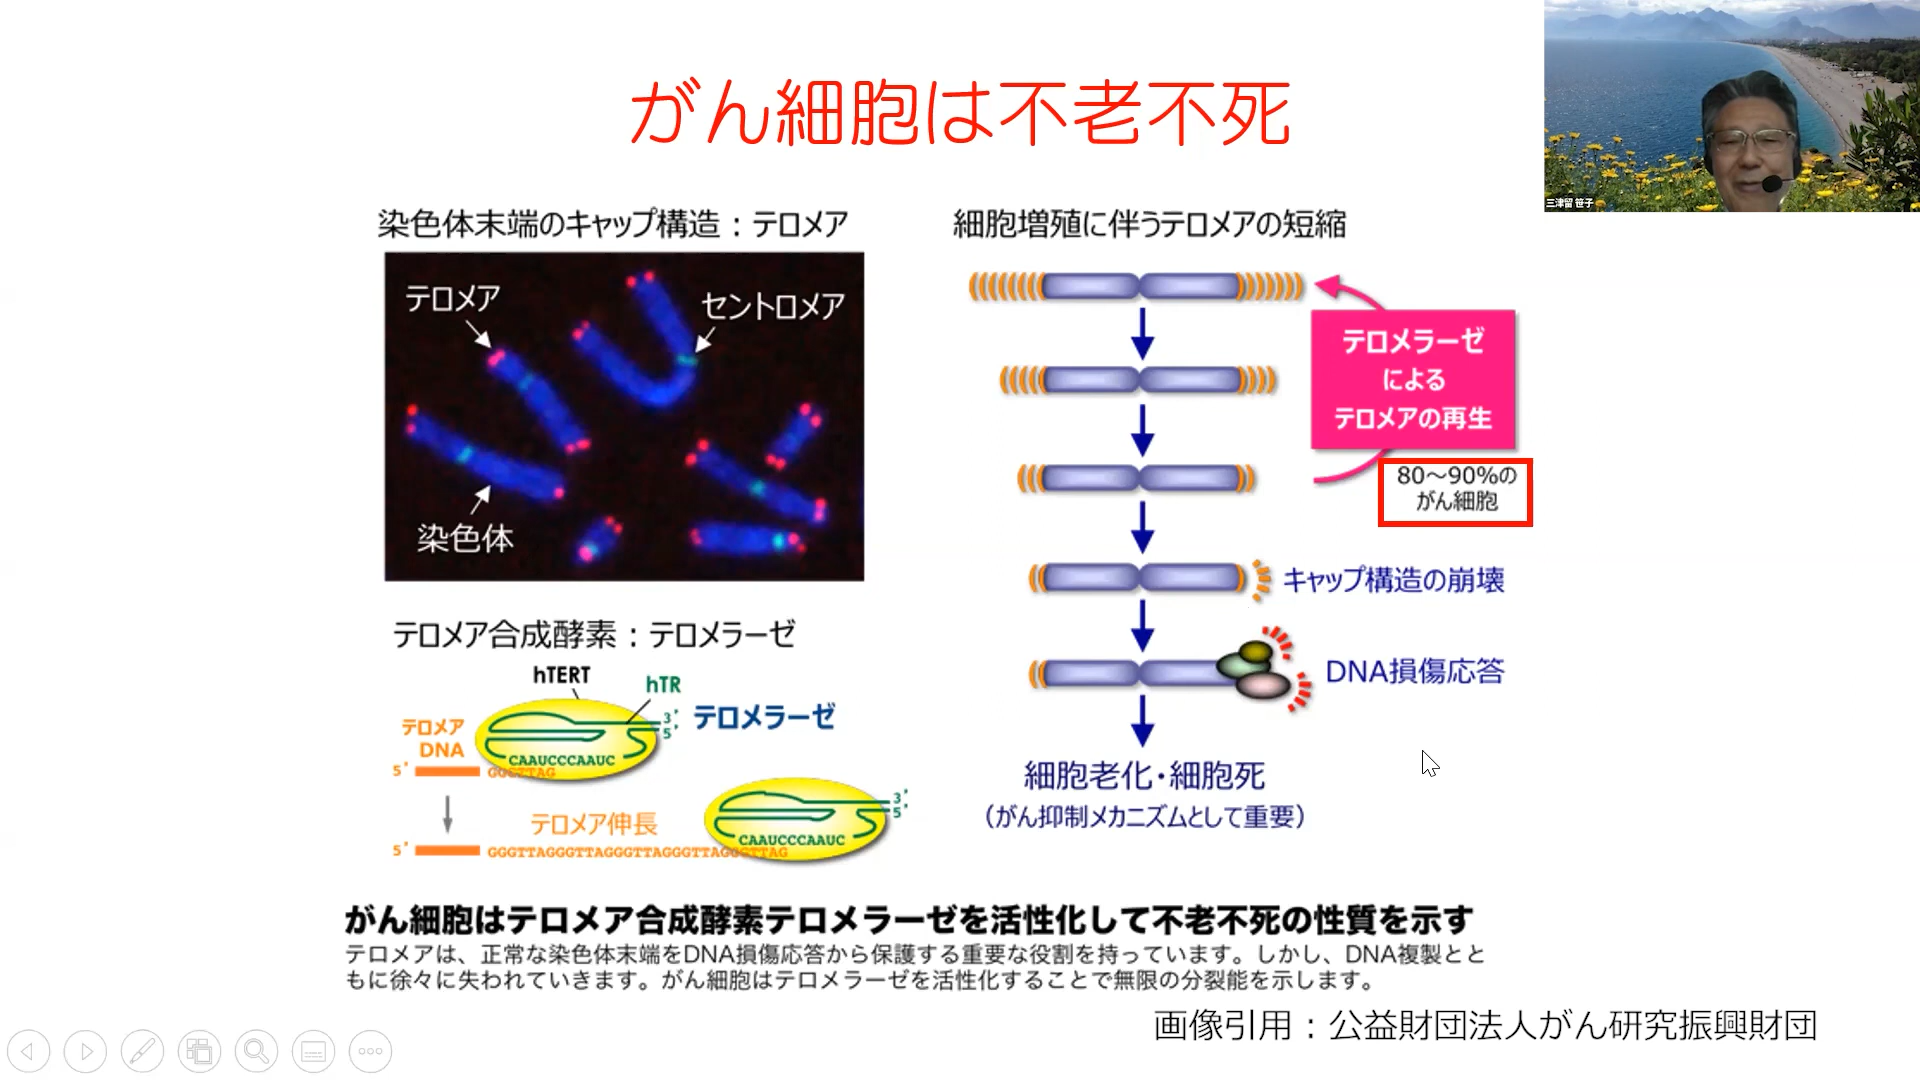 がん細胞は不老不死
三津留 笹子
染色体末端のキャップ構造：テロメア
テロメア
セントロメア
染色体
テロメア合成酵素：テロメラーゼ
hTERT
hTR
テロメア
DNA
3'
5'
テロメラーゼ
CAAUCCCAAUC
5'
GGGTTAG
テロメア伸長
3'
5'
CAAUCCCAAUC
5'
GGGTTAGGGTTAGGGTTAGGGTTAGGGTTAG
細胞増殖に伴うテロメアの短縮
テロメラーゼ
による
テロメアの再生
80～90%の
がん細胞
キャップ構造の崩壊
DNA損傷応答
細胞老化・細胞死
（がん抑制メカニズムとして重要）
がん細胞はテロメア合成酵素テロメラーゼを活性化して不老不死の性質を示す
テロメアは、正常な染色体末端をDNA損傷応答から保護する重要な役割を持っています。しかし、DNA複製とと
もに徐々に失われていきます。がん細胞はテロメラーゼを活性化することで無限の分裂能を示します。
画像引用：公益財団法人がん研究振興財団